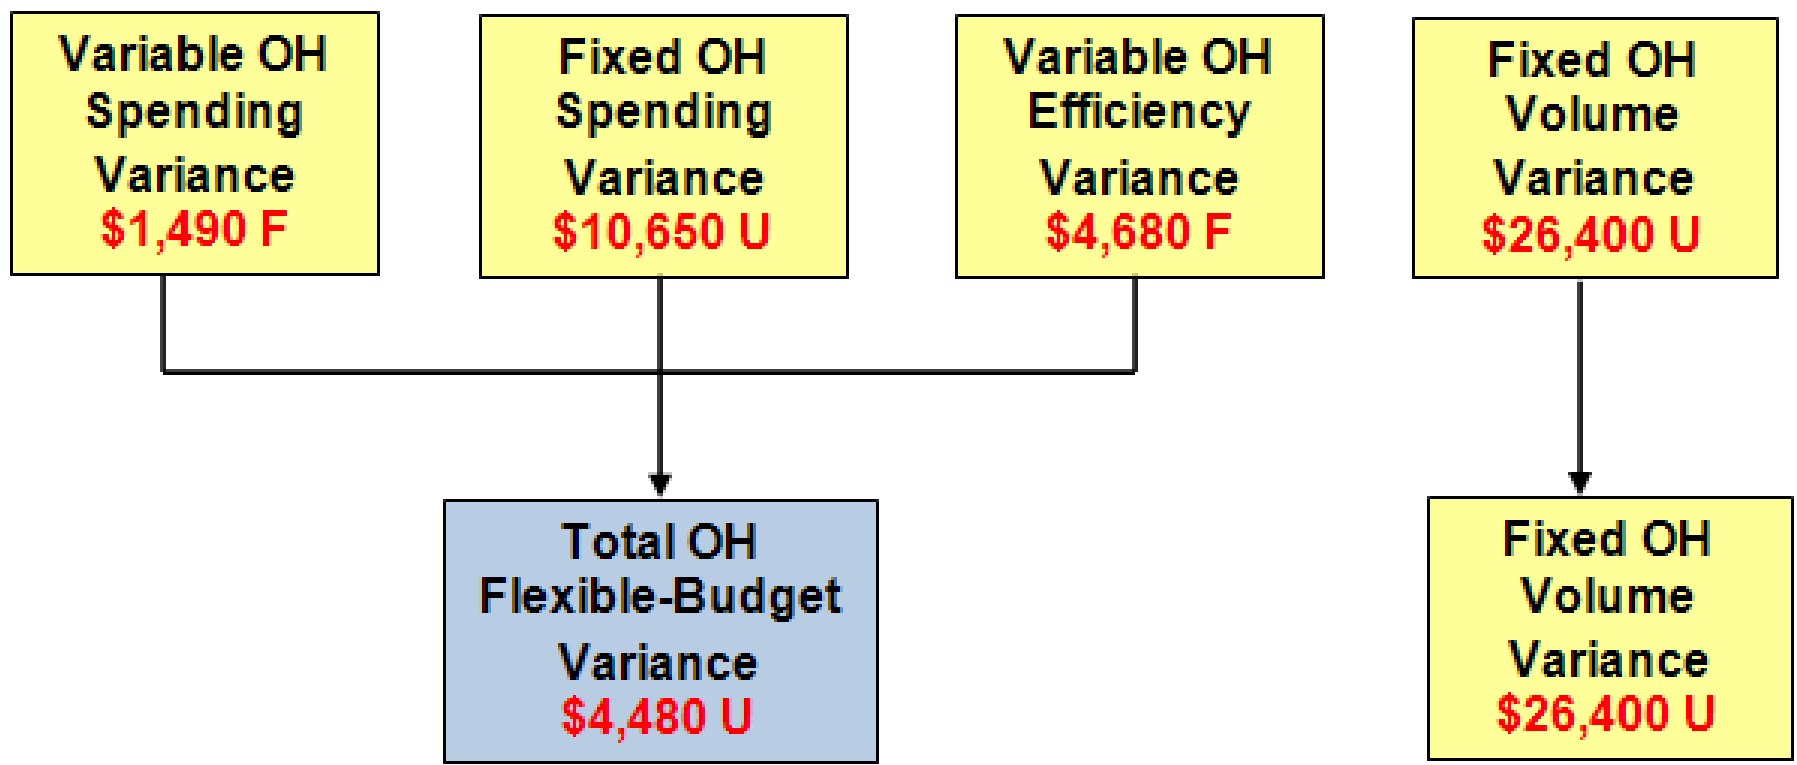 Variable OH
Spending
Variance
$1,490 F
Fixed OH
Spending
Variance
$10,650 U
Variable OH
Efficiency
Variance
$4,680 F
Fixed OH
Volume
Variance
$26,400 U
Total OH
Flexible-Budget
Variance
$4,480 U
Fixed OH
Volume
Variance
$26,400 U